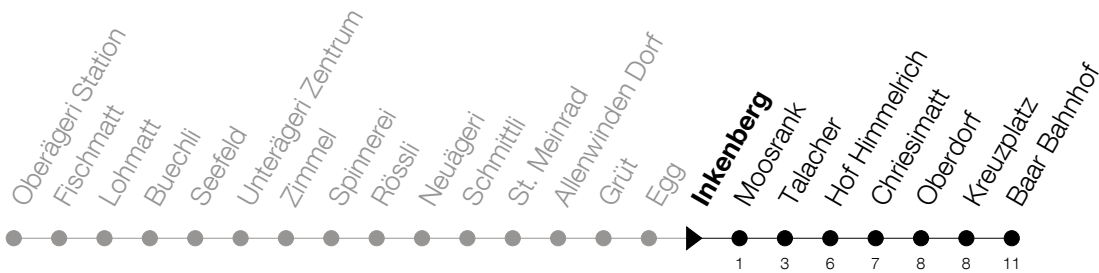 Oberägeri Station
Fischmatt
Lohmatt
Buechli
Seefeld
Unterägeri Zentrum
Zimmel
Spinnerei
Rössli
Neuägeri
Schmittli
St. Meinrad
Allenwinden Dorf
Grüt
Egg
Inkenberg
Moosrank
Talacher
Hof Himmelrich
Chriesimatt
Oberdorf
Kreuzplatz
Baar Bahnhof
1 3 6 7 8 8 11